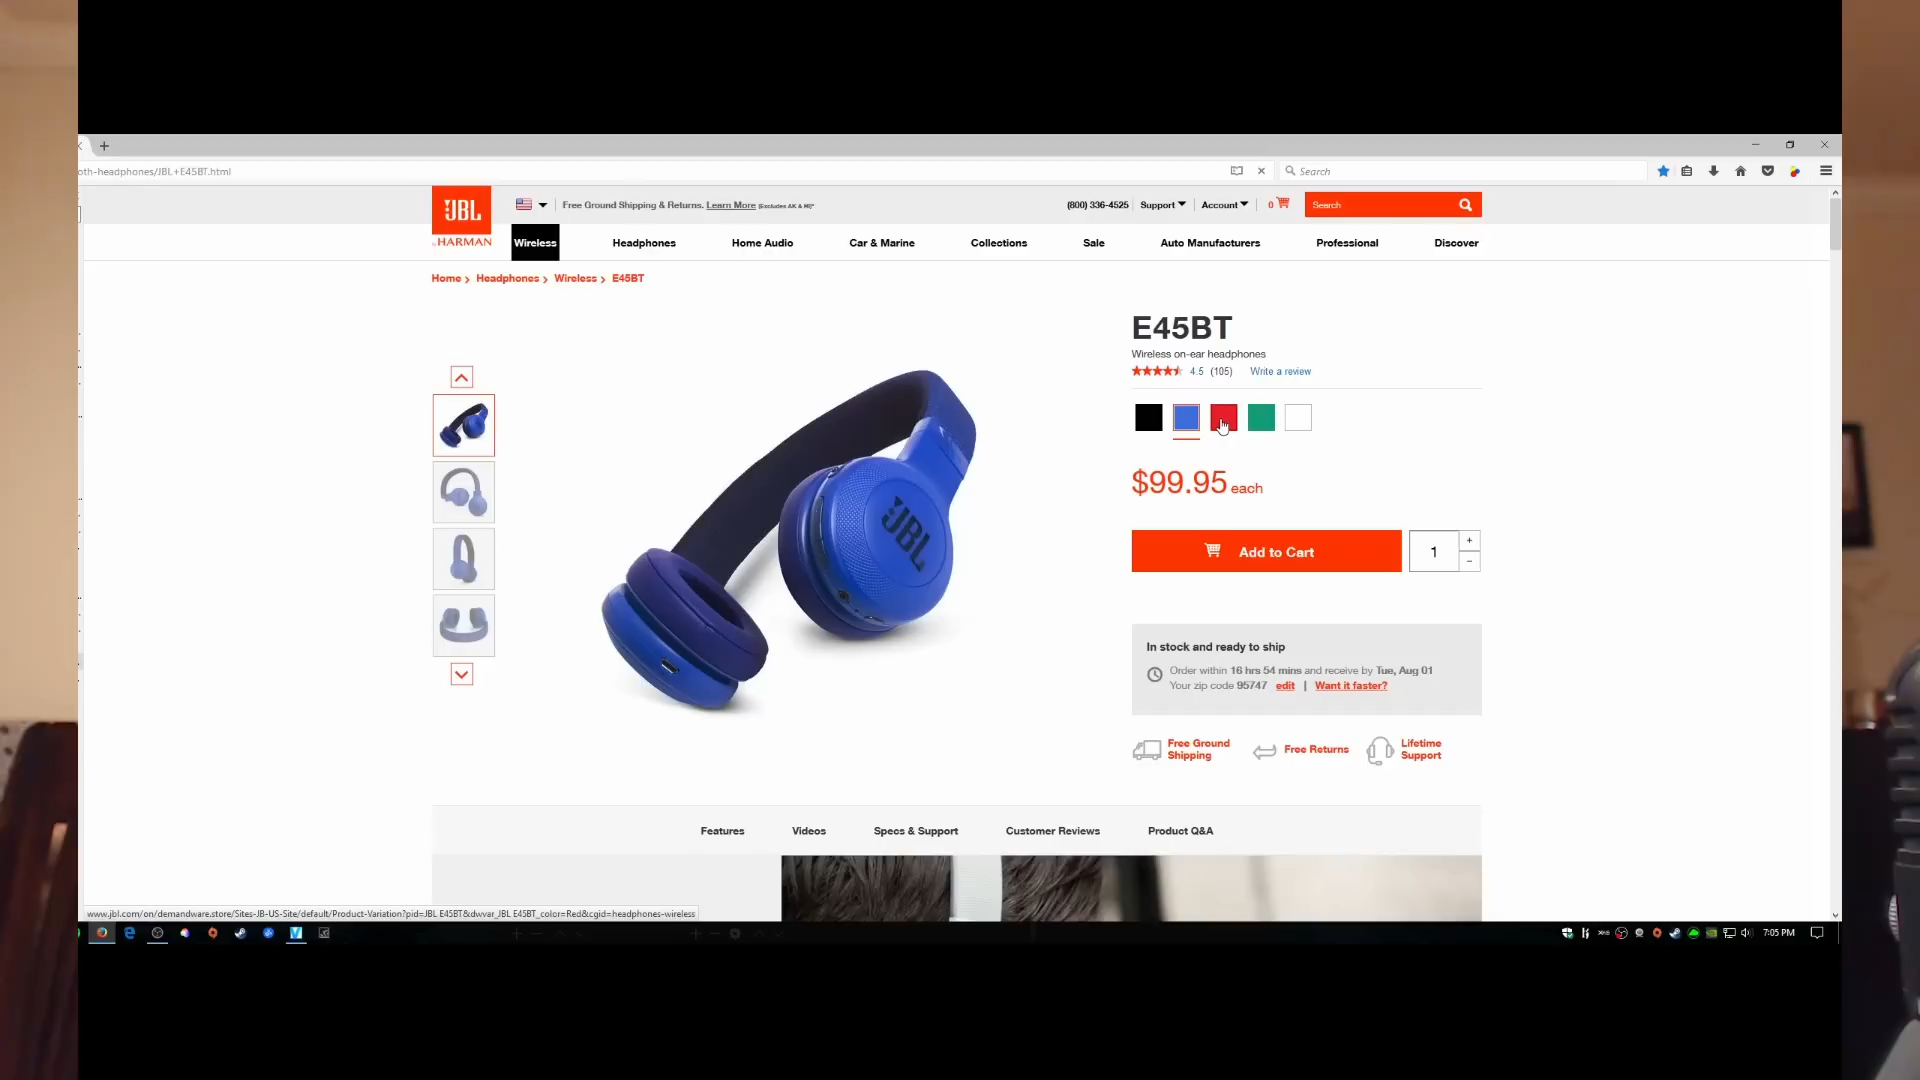 oth-headphones/JBL+E45BT.html
Search
JBL
HARMAN
Free Ground Shipping & Returns. Learn More (Excludes AK & HI)*
(800) 336-4525 Support Account 0
Search
Wireless Headphones Home Audio Car & Marine Collections Sale Auto Manufacturers Professional Discover
Home Headphones Wireless E45BT
E45BT
Wireless on-ear headphones
4.5 (105) Write a review
JBL
$99.95 each
Add to Cart 1 + -
In stock and ready to ship
Order within 16 hrs 54 mins and receive by Tue, Aug 01
Your zip code 95747 edit | Want it faster?
Free Ground
Shipping
Free Returns
Lifetime
Support
Features Videos Specs & Support Customer Reviews Product Q&A
www.jbl.com/on/demandware.store/Sites-JB-US-Site/default/Product-Variation?pid=JBL E45BT&dwvar_JBL E45BT_color=Red&cgid=headphones-wireless
7:05 PM